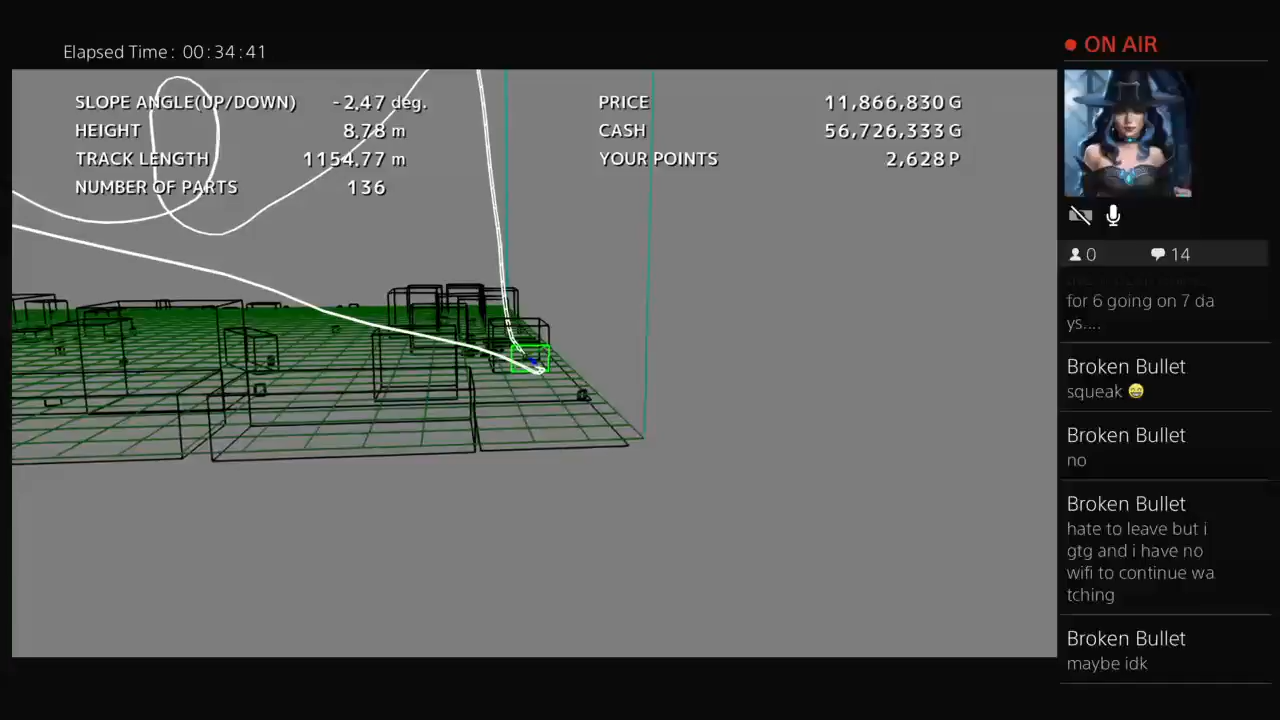 Elapsed Time: 00:34:41
ON AIR
SLOPE ANGLE(UP/DOWN) -2.47 deg.
HEIGHT 8.78 m
TRACK LENGTH 1154.77 m
NUMBER OF PARTS 136
PRICE 11,866,830 G
CASH 56,726,333 G
YOUR POINTS 2,628 P
0 14
for 6 going on 7 da
ys....
Broken Bullet
squeak 😄
Broken Bullet
no
Broken Bullet
hate to leave but i
gtg and i have no
wifi to continue wa
tching
Broken Bullet
maybe idk